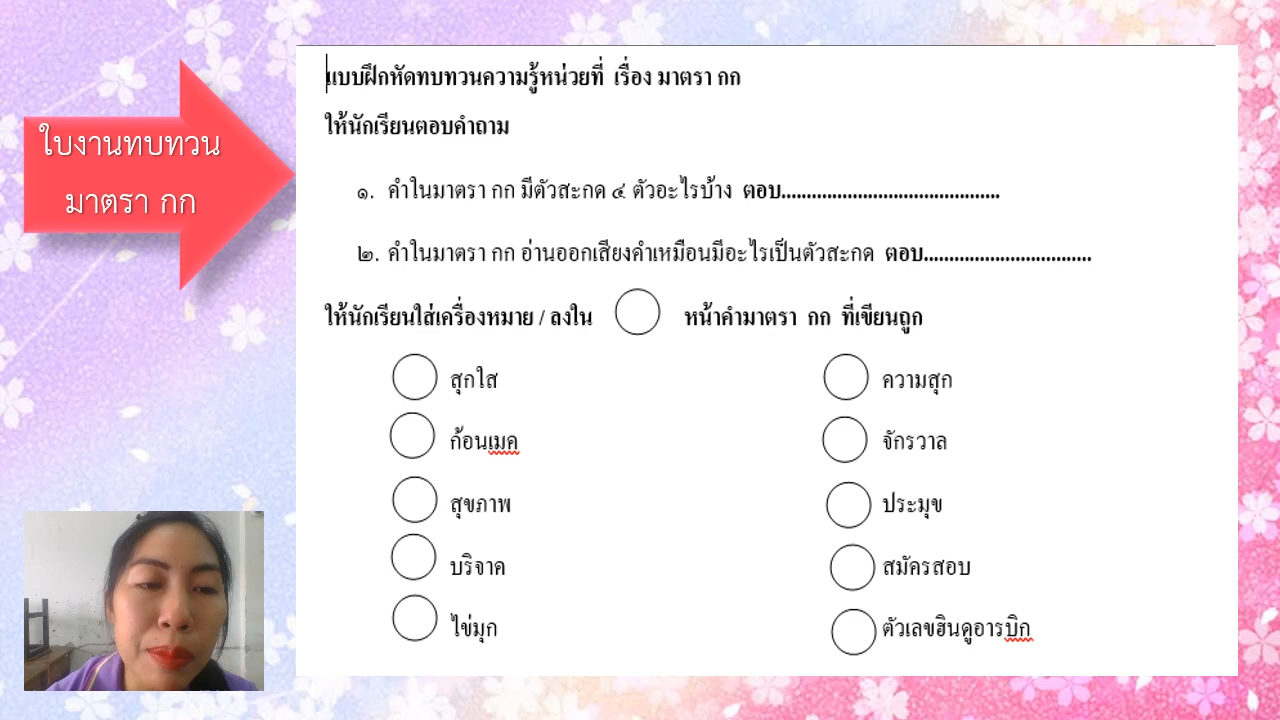 ใบงานทบทวน
มาตรา กก
แบบฝึกหัดทบทวนความรู้หน่วยที่ เรื่อง มาตรา กก
ให้นักเรียนตอบคำถาม
๑. คำในมาตรา กก มีตัวสะกด ๔ ตัวอะไรบ้าง ตอบ...........................................
๒. คำในมาตรา กก อ่านออกเสียงคำเหมือนมีอะไรเป็นตัวสะกด ตอบ.................................
ให้นักเรียนใส่เครื่องหมาย / ลงใน หน้าคำมาตรา กก ที่เขียนถูก
สุกใส ความสุก
ก้อนเมค จักรวาล
สุขภาพ ประมุข
บริจาค สมัครสอบ
ไข่มุก ตัวเลขฮินดูอารบิก